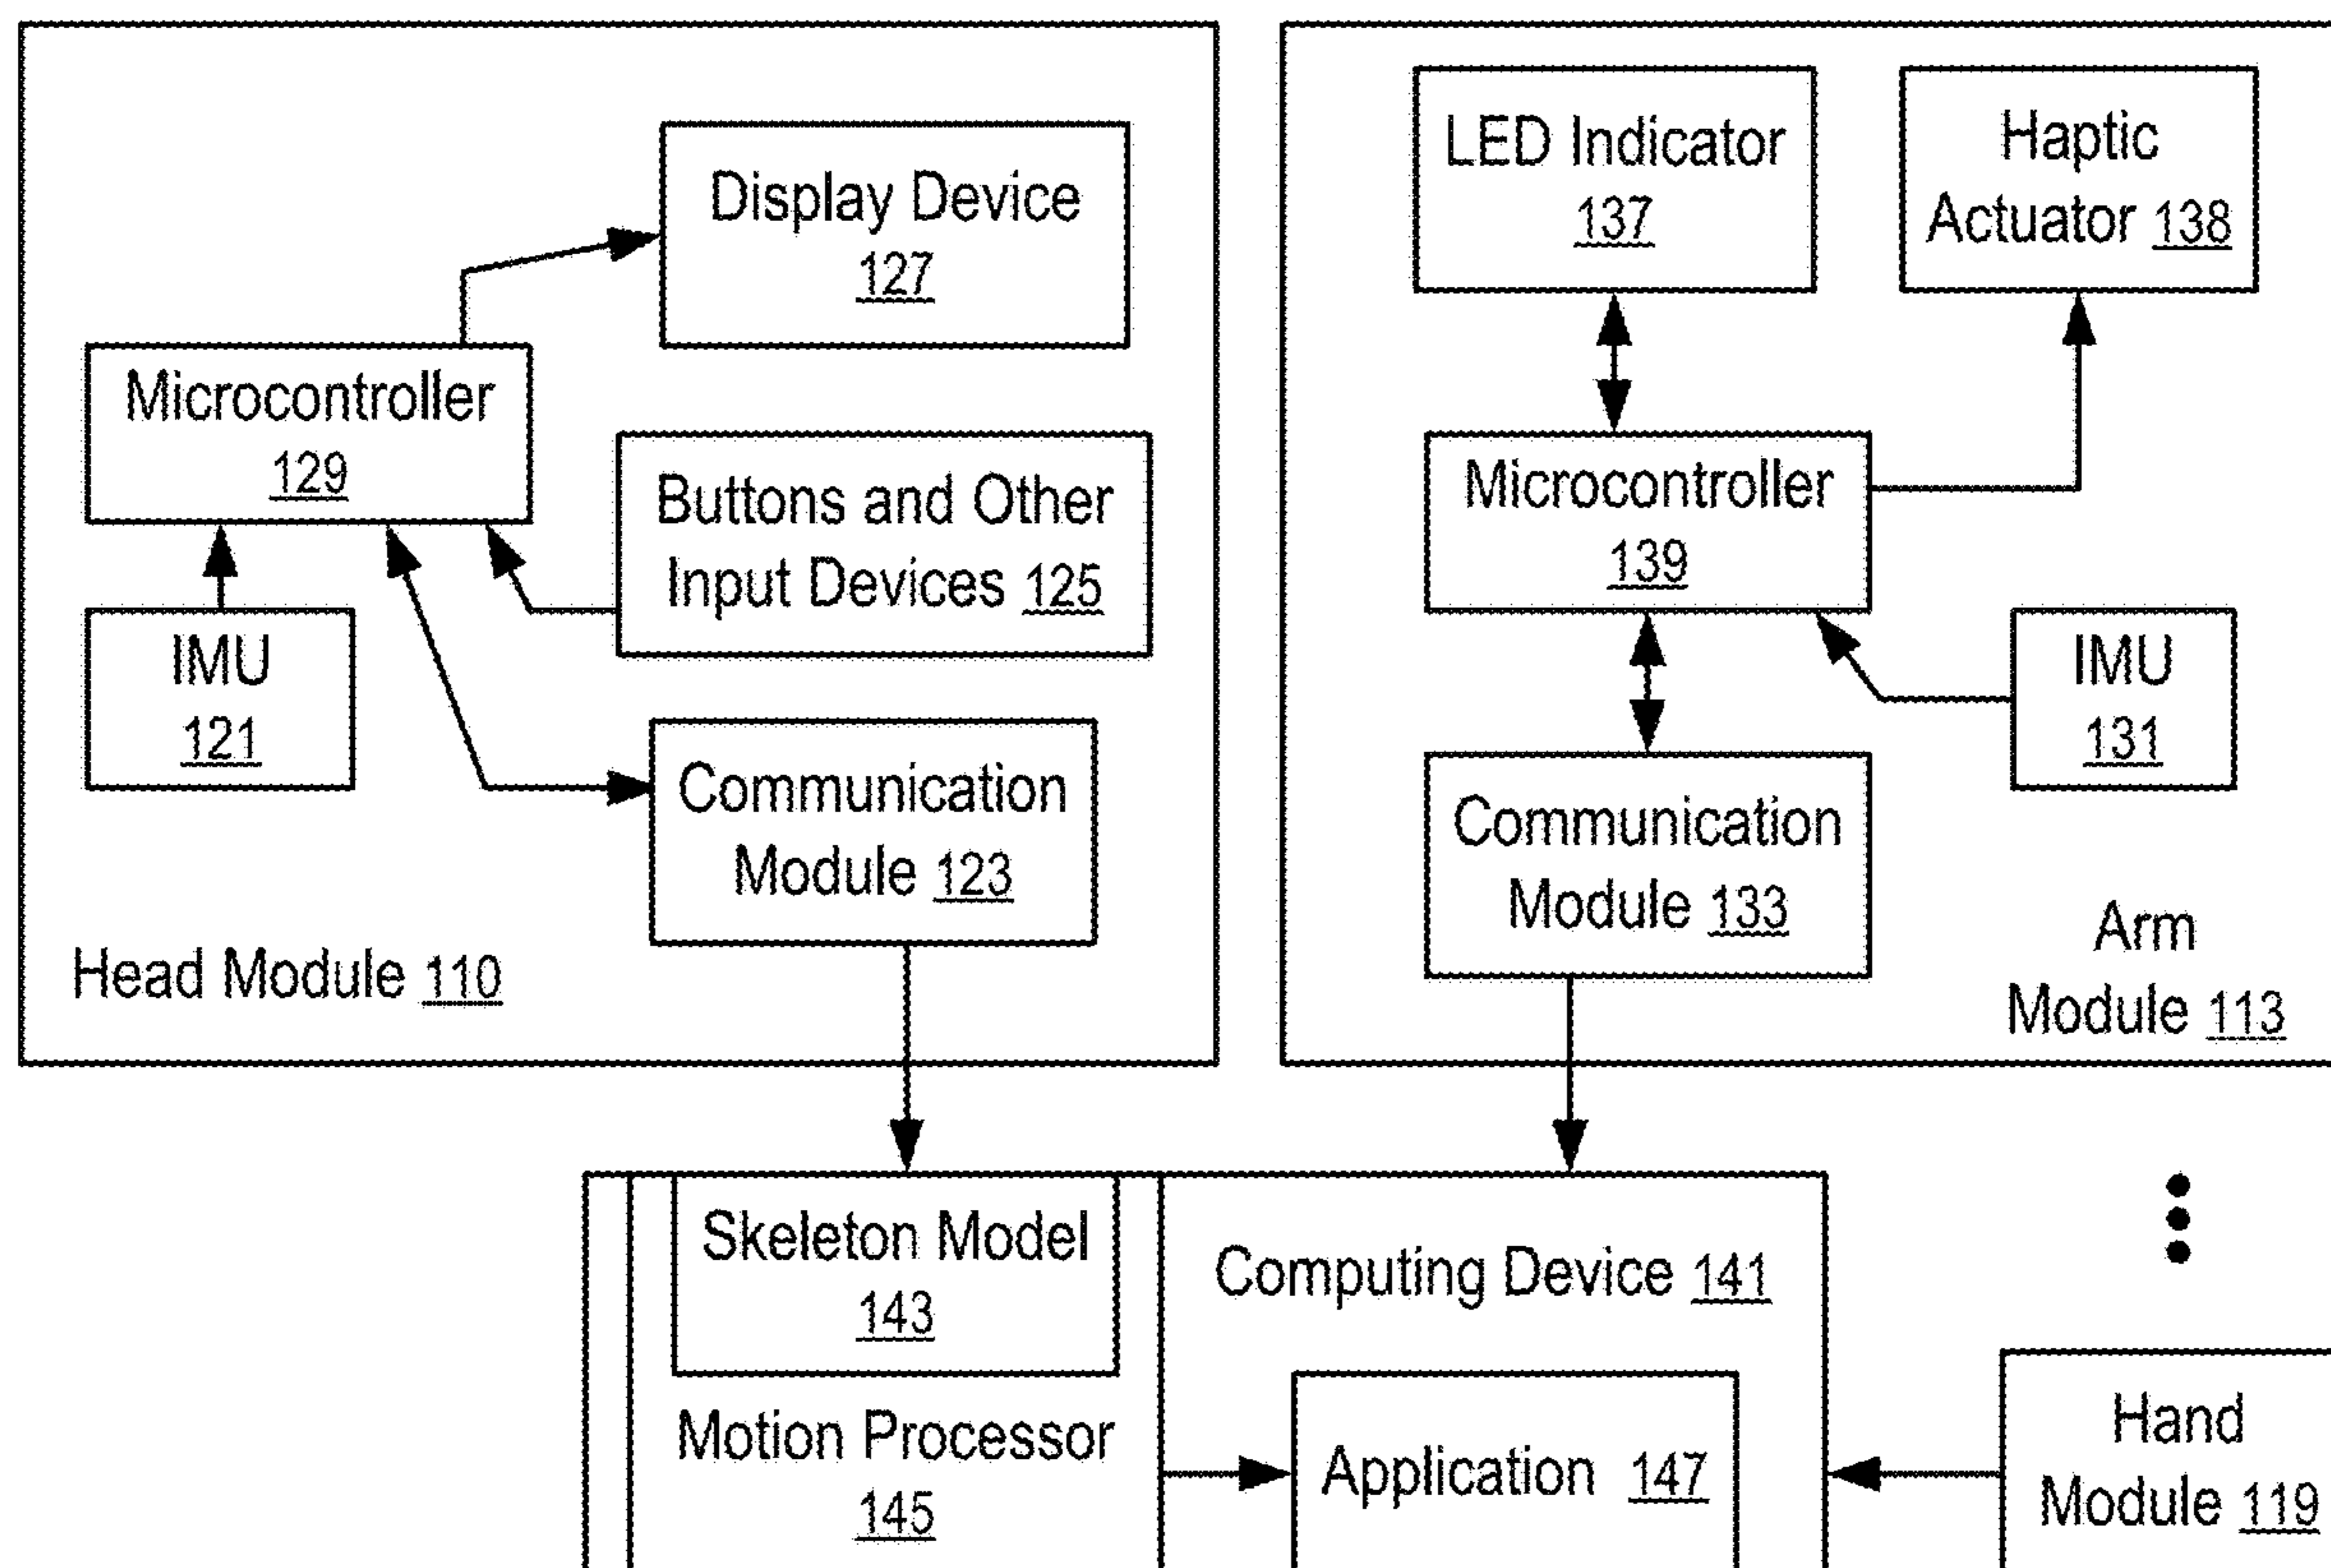 Display Device
127
Microcontroller
129
Buttons and Other
Input Devices 125
IMU
121
Communication
Module 123
Head Module 110
LED Indicator
137
Haptic
Actuator 138
Microcontroller
139
IMU
131
Communication
Module 133
Arm
Module 113
Skeleton Model
143
Computing Device 141
Motion Processor
145
Application 147
Hand
Module 119